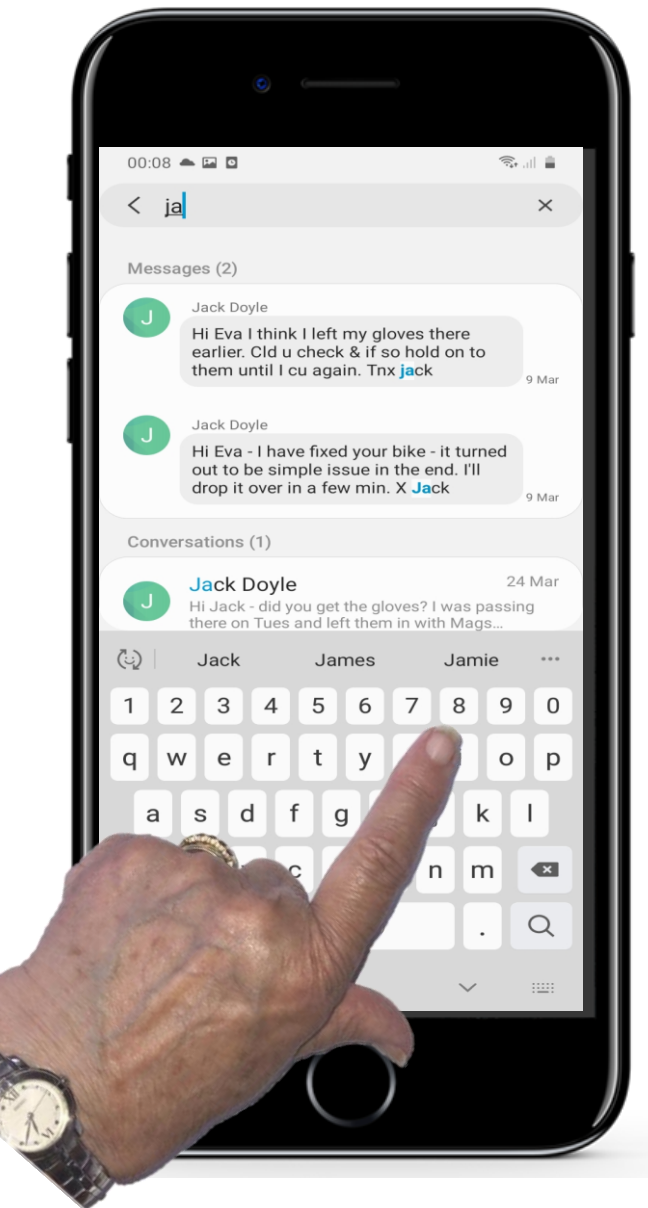 00:08
ja
Messages (2)
Jack Doyle
J
Hi Eva I think I left my gloves there
earlier. Cld u check & if so hold on to
them until I cu again. Tnx jack
9 Mar
Jack Doyle
J
Hi Eva - I have fixed your bike - it turned
out to be simple issue in the end. I'll
drop it over in a few min. X Jack
9 Mar
Conversations (1)
Jack Doyle 24 Mar
J
Hi Jack - did you get the gloves? I was passing
there on Tues and left them in with Mags...
Jack James Jamie
1 2 3 4 5 6 7 8 9 0
q w e r t y o p
a s d f g k l
c n m
.
XII
VI